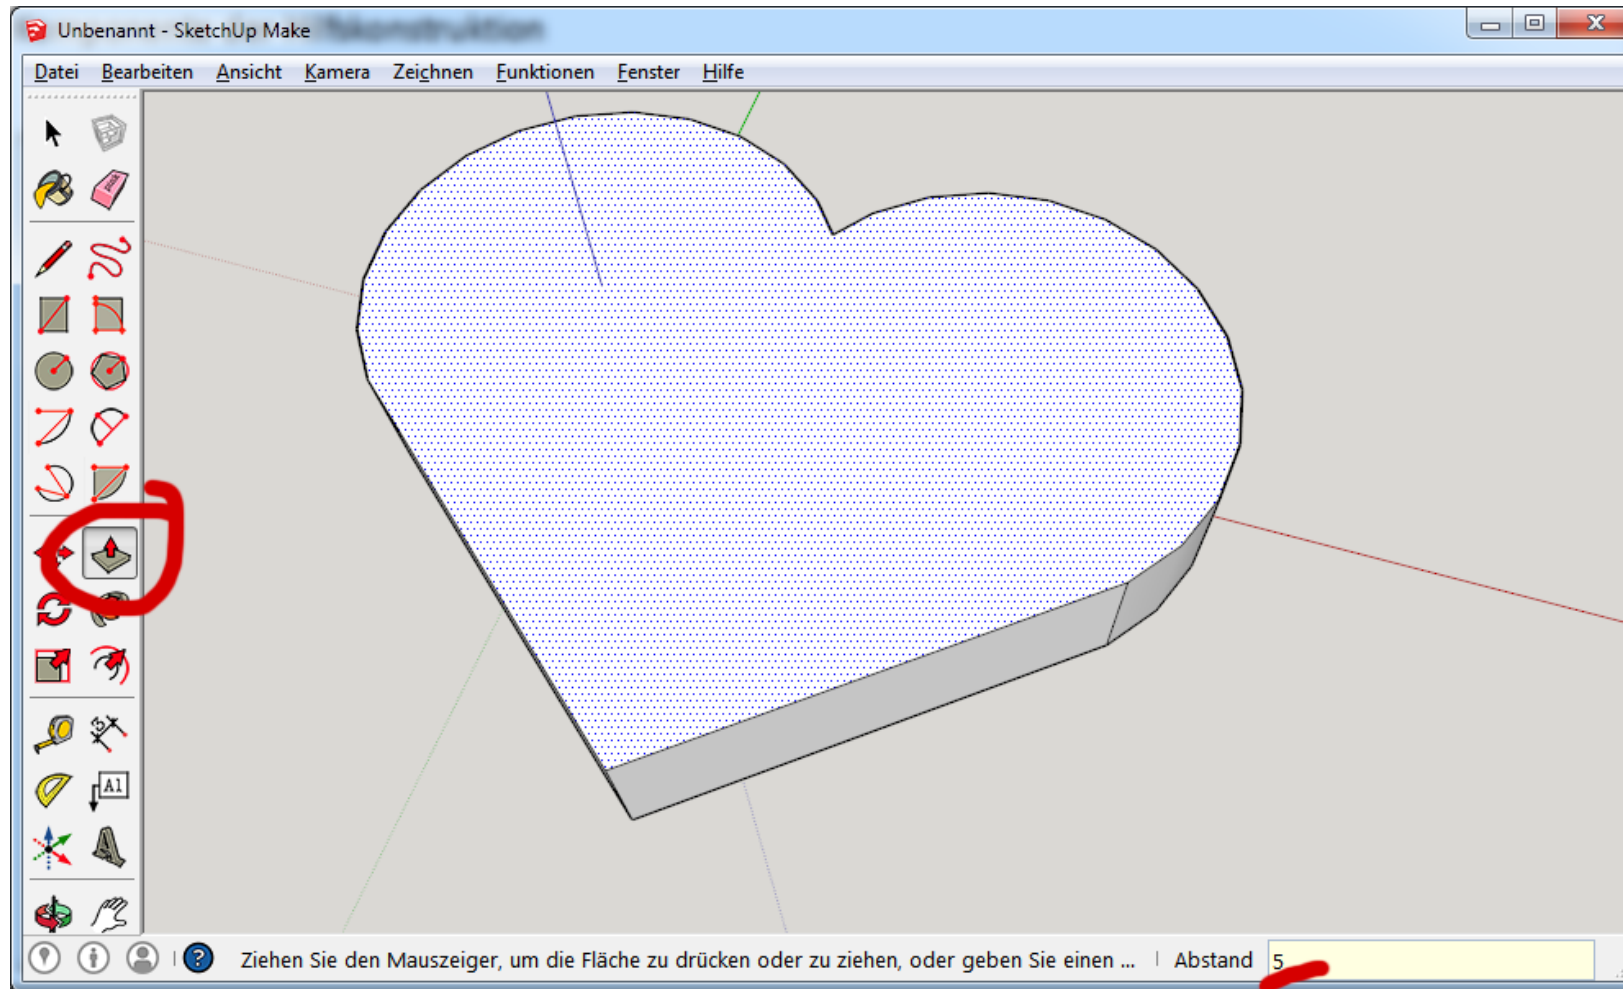 Unbenannt - SketchUp Make
Datei Bearbeiten Ansicht Kamera Zeichnen Funktionen Fenster Hilfe
A1
Ziehen Sie den Mauszeiger, um die Fläche zu drücken oder zu ziehen, oder geben Sie einen ... Abstand 5